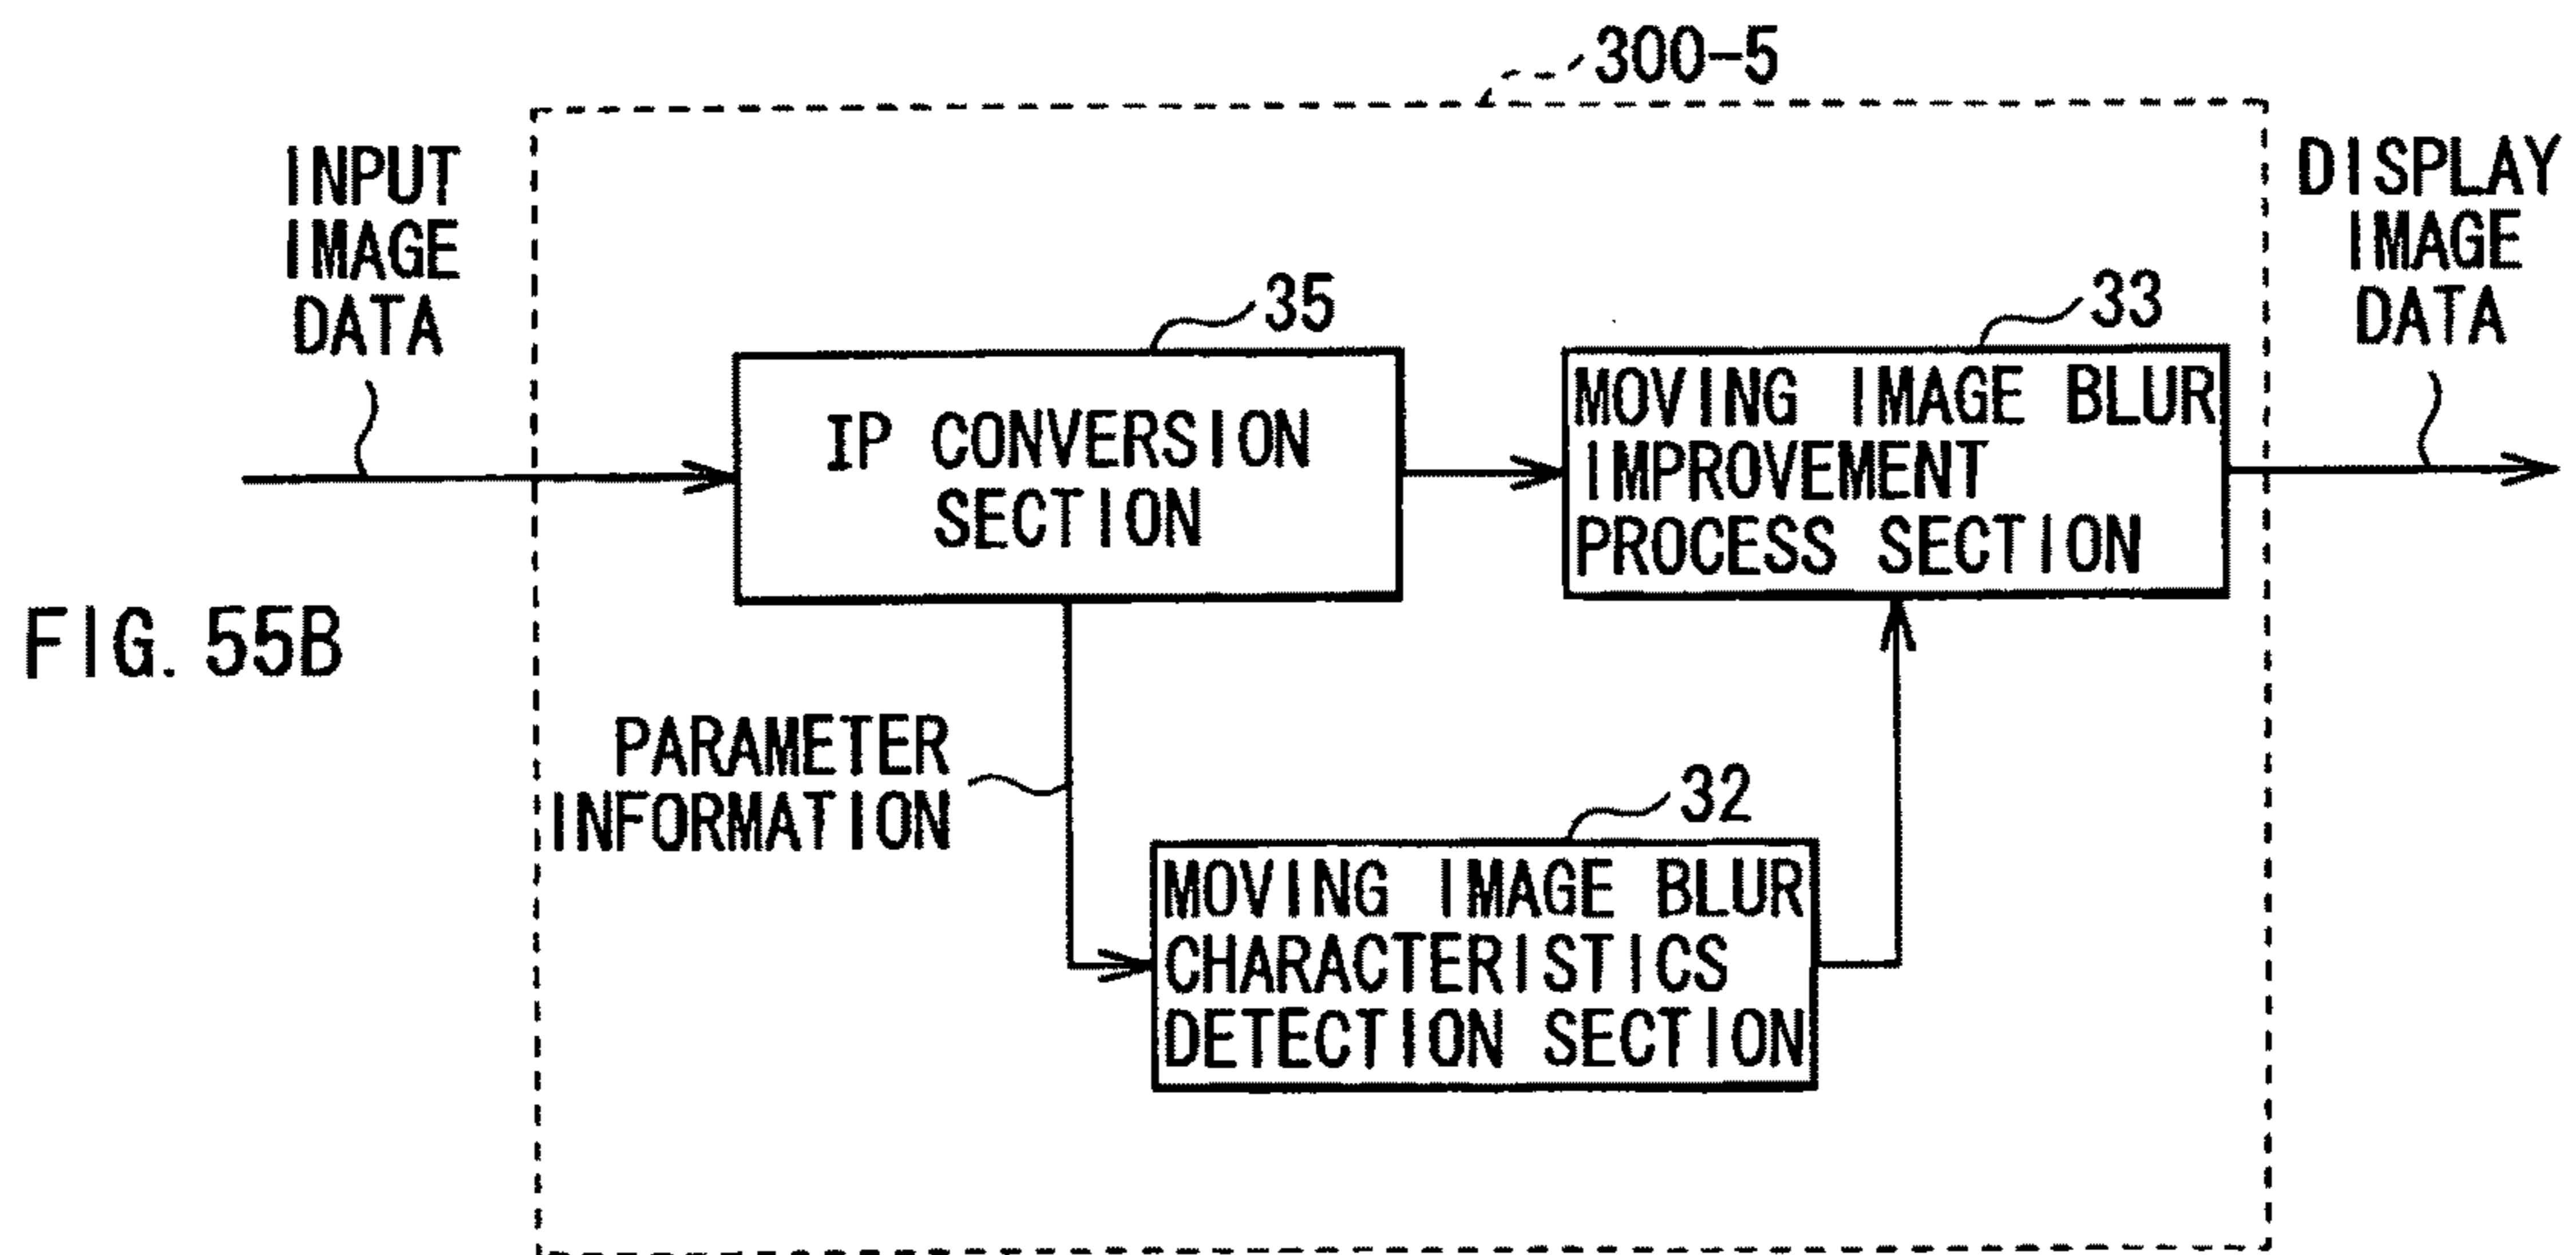 300-5
INPUT
IMAGE
DATA
DISPLAY
IMAGE
DATA
35
33
IP CONVERSION
SECTION
MOVING IMAGE BLUR
IMPROVEMENT
PROCESS SECTION
FIG. 55B
PARAMETER
INFORMATION
32
MOVING IMAGE BLUR
CHARACTERISTICS
DETECTION SECTION